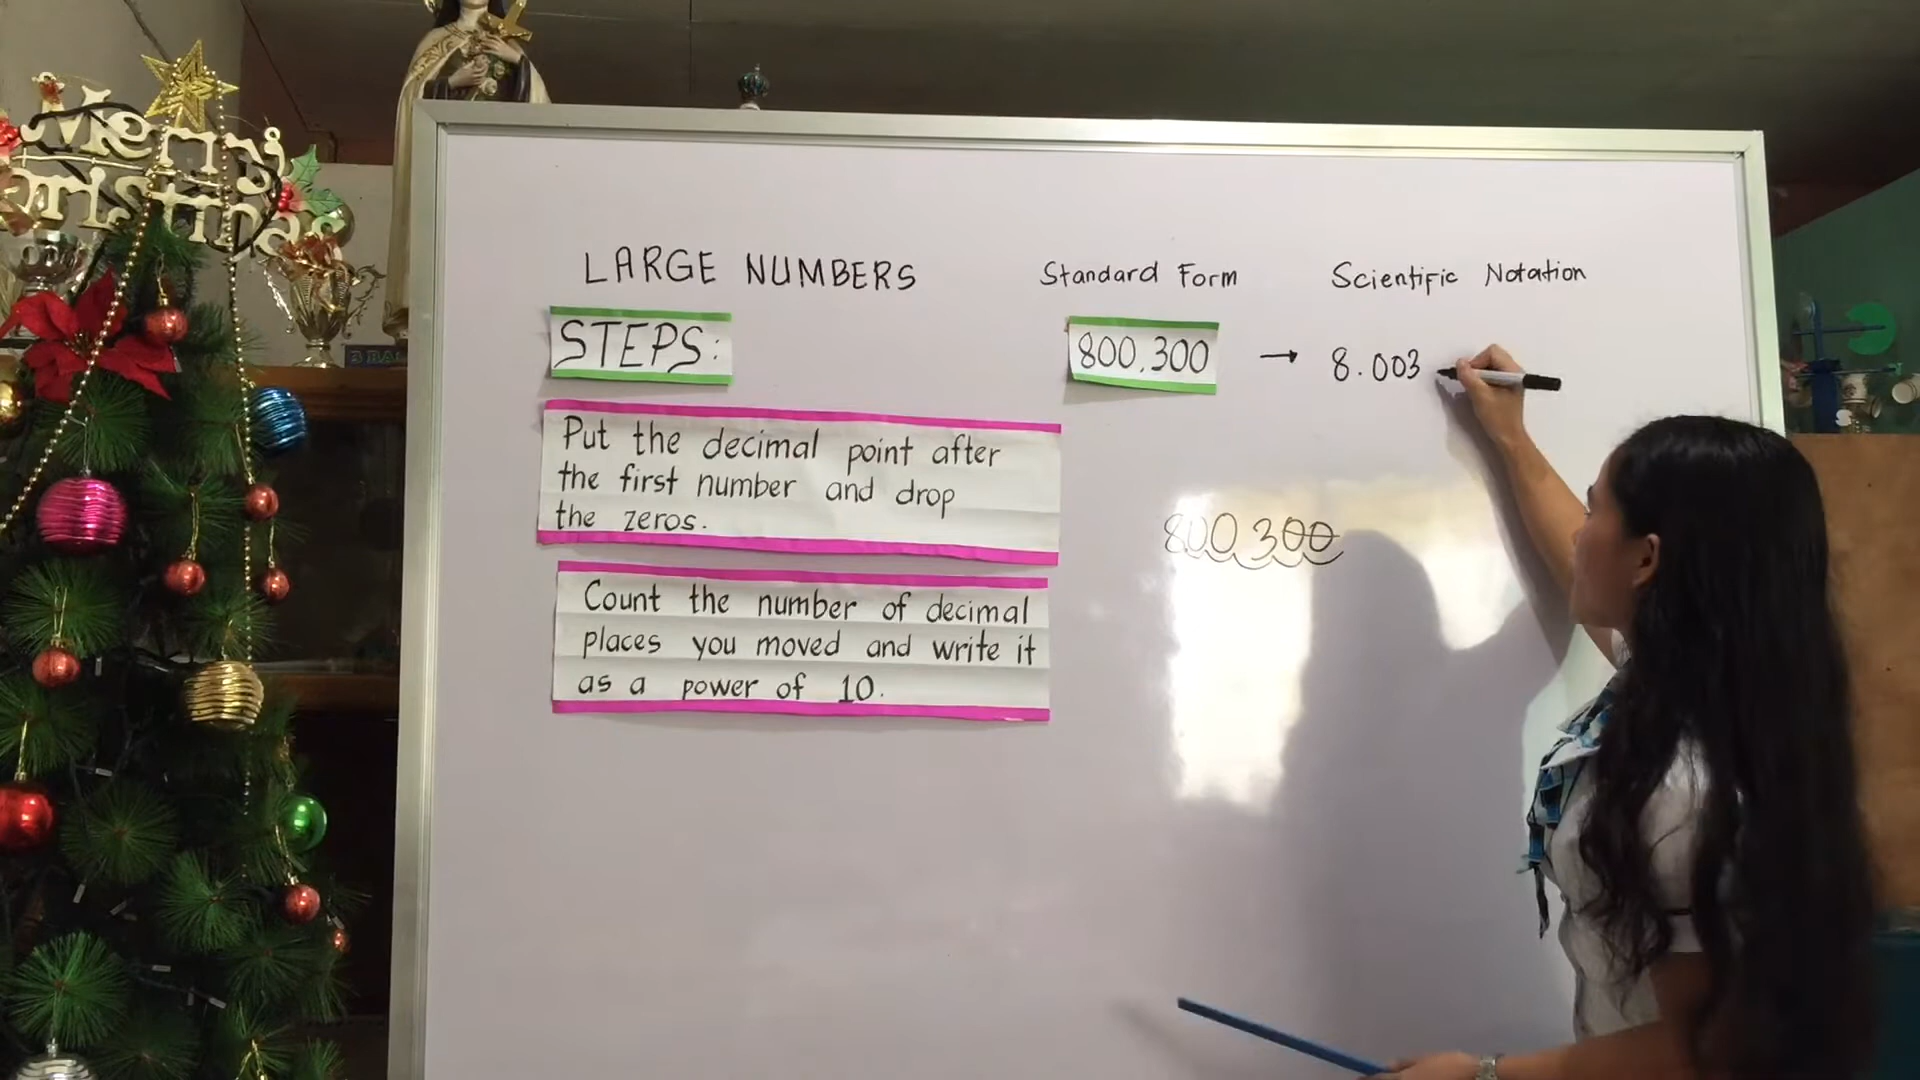 Merry
Christmas
LARGE NUMBERS
Standard Form
Scientific Notation
STEPS:
800,300 → 8.003
Put the decimal point after
the first number and drop
the zeros.
800 300
Count the number of decimal
places you moved and write it
as a power of 10.